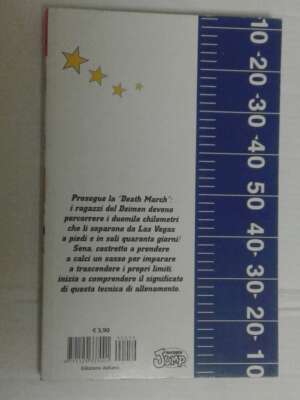 Prosegue la "Death March":
i ragazzi del Deimon devono
percorrere i duemila chilometri
che li separano da Las Vegas
a piedi e in soli quaranta giorni!
Sena, costretto a prendere
a calci un sasso per imparare
a trascendere i propri limiti,
inizia a comprendere il significato
di questa tecnica di allenamento.
€ 3,90
Edizione italiana
JUMP
10 -20 -30 -40 50 40- 30- 20- 10